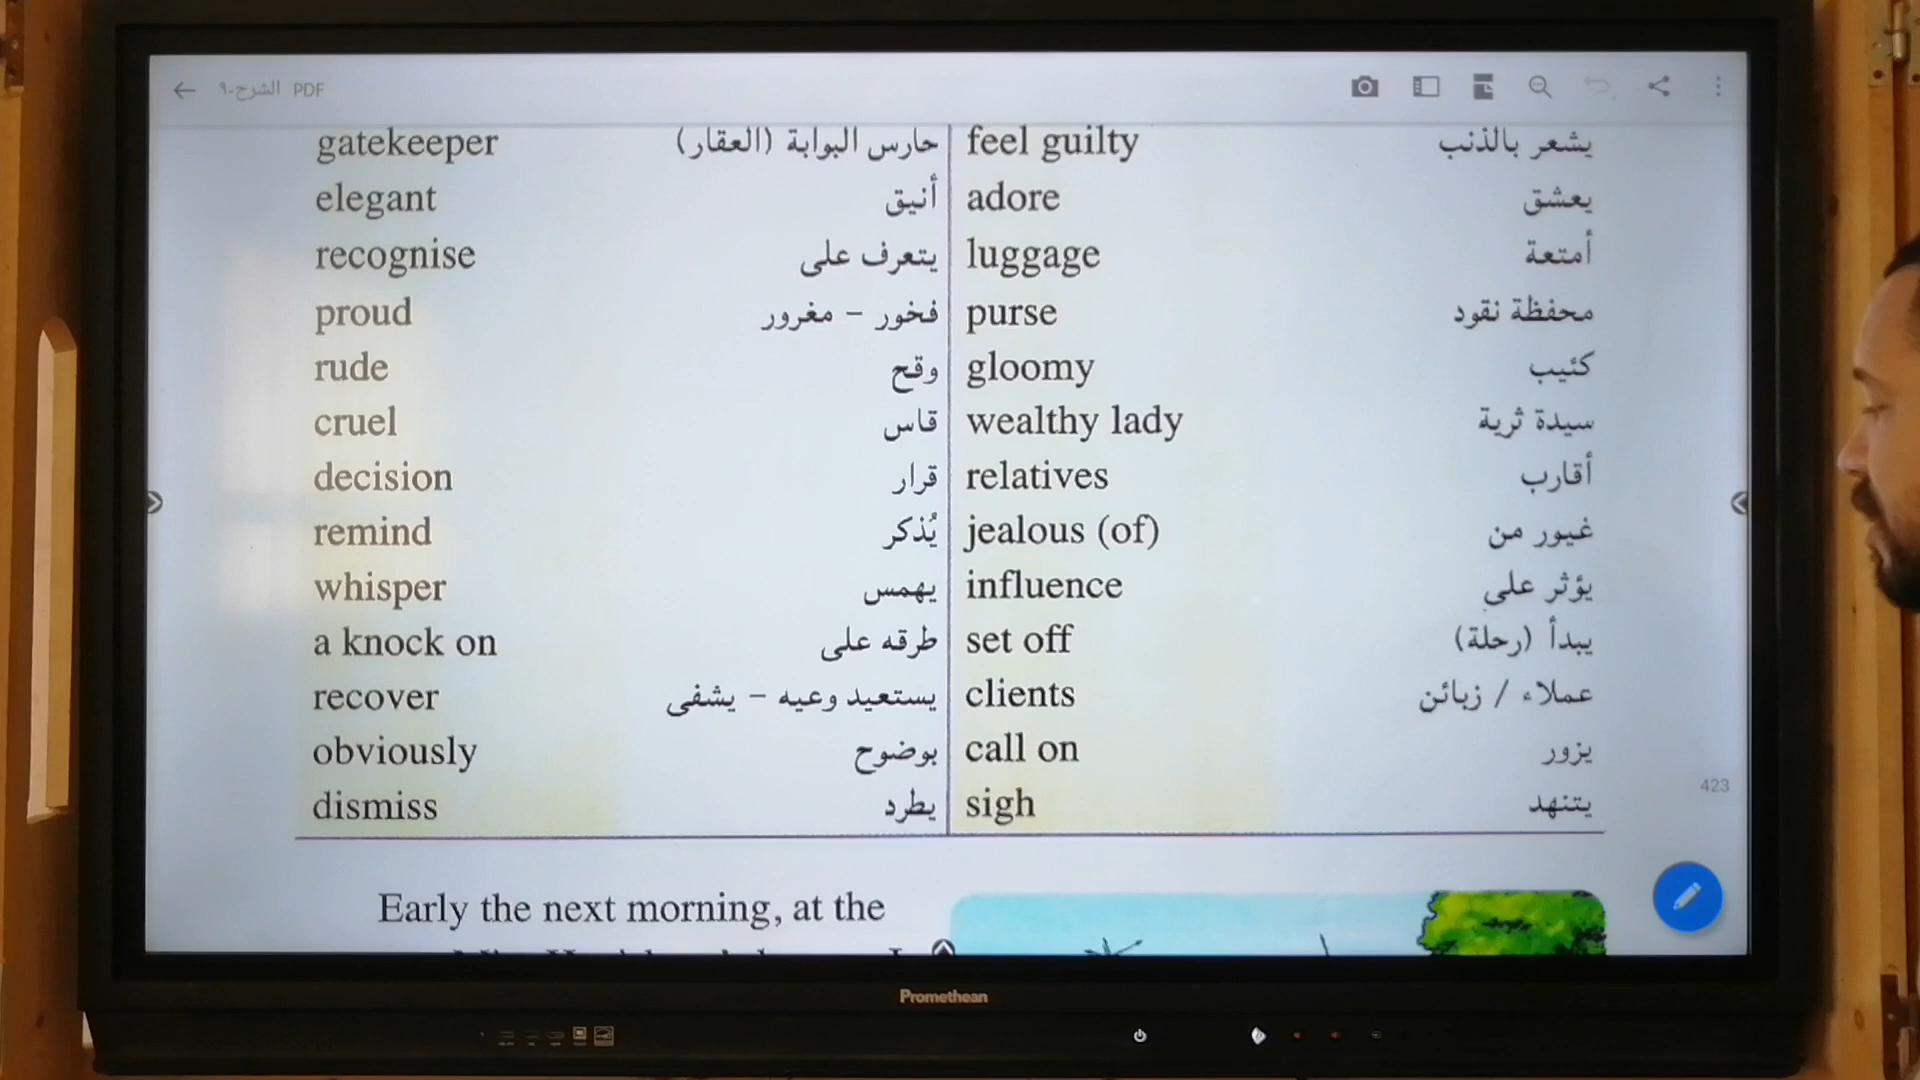 الشرح-٩ PDF
gatekeeper حارس البوابة (العقار) feel guilty يشعر بالذنب
elegant أنيق adore يعشق
recognise يتعرف على luggage أمتعة
proud فخور – مغرور purse محفظة نقود
rude وقح gloomy كئيب
cruel قاس wealthy lady سيدة ثرية
decision قرار relatives أقارب
remind يُذكر jealous (of) غيور من
whisper يهمس influence يؤثر على
a knock on طرقه على set off يبدأ (رحلة)
recover يستعيد وعيه – يشفى clients عملاء / زبائن
obviously بوضوح call on يزور
423
dismiss يطرد sigh يتنهد
Early the next morning, at the
Promethean